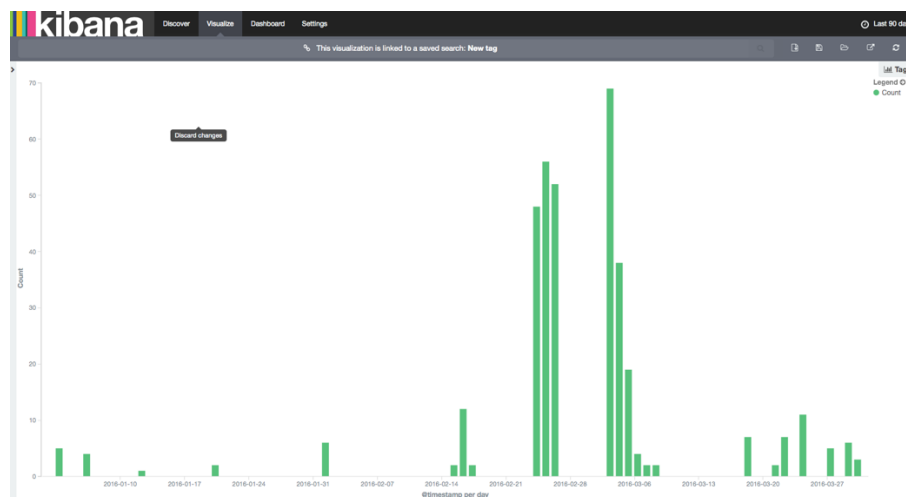 kibana Discover Visualize Dashboard Settings Last 90 da
This visualization is linked to a saved search: New tag
Tag
Legend
Count
Discard changes
70
60
50
40
30
20
10
0
Count
2016-01-10 2016-01-17 2016-01-24 2016-01-31 2016-02-07 2016-02-14 2016-02-21 2016-02-28 2016-03-06 2016-03-13 2016-03-20 2016-03-27
@timestamp per day